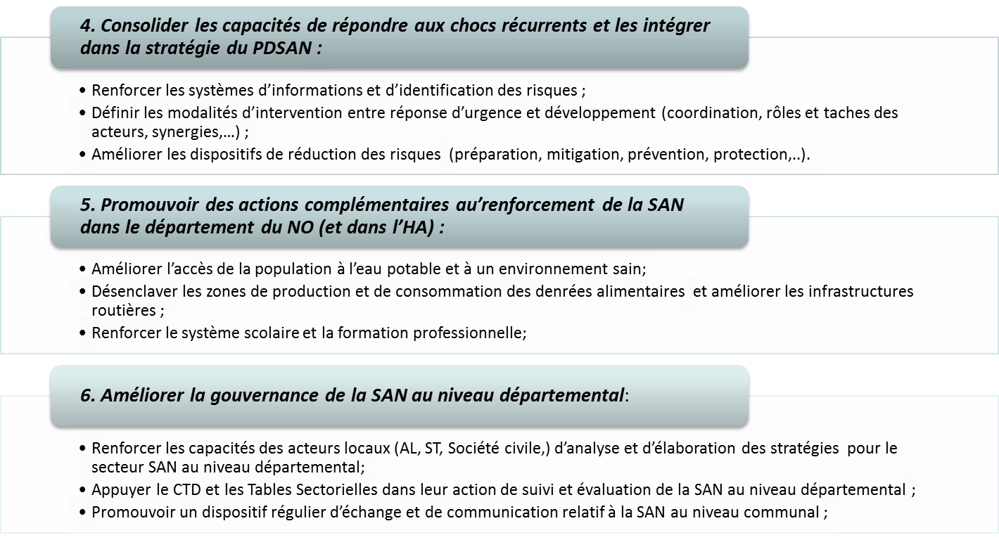 4. Consolider les capacités de répondre aux chocs récurrents et les intégrer
dans la stratégie du PDSAN :
• Renforcer les systèmes d’informations et d’identification des risques ;
• Définir les modalités d’intervention entre réponse d’urgence et développement (coordination, rôles et taches des
acteurs, synergies,…) ;
• Améliorer les dispositifs de réduction des risques (préparation, mitigation, prévention, protection,..).
5. Promouvoir des actions complémentaires au’renforcement de la SAN
dans le département du NO (et dans l’HA) :
• Améliorer l’accès de la population à l’eau potable et à un environnement sain;
• Désenclaver les zones de production et de consommation des denrées alimentaires et améliorer les infrastructures
routières ;
• Renforcer le système scolaire et la formation professionnelle;
6. Améliorer la gouvernance de la SAN au niveau départemental:
• Renforcer les capacités des acteurs locaux (AL, ST, Société civile,) d’analyse et d’élaboration des stratégies pour le
secteur SAN au niveau départemental;
• Appuyer le CTD et les Tables Sectorielles dans leur action de suivi et évaluation de la SAN au niveau départemental ;
• Promouvoir un dispositif régulier d’échange et de communication relatif à la SAN au niveau communal ;